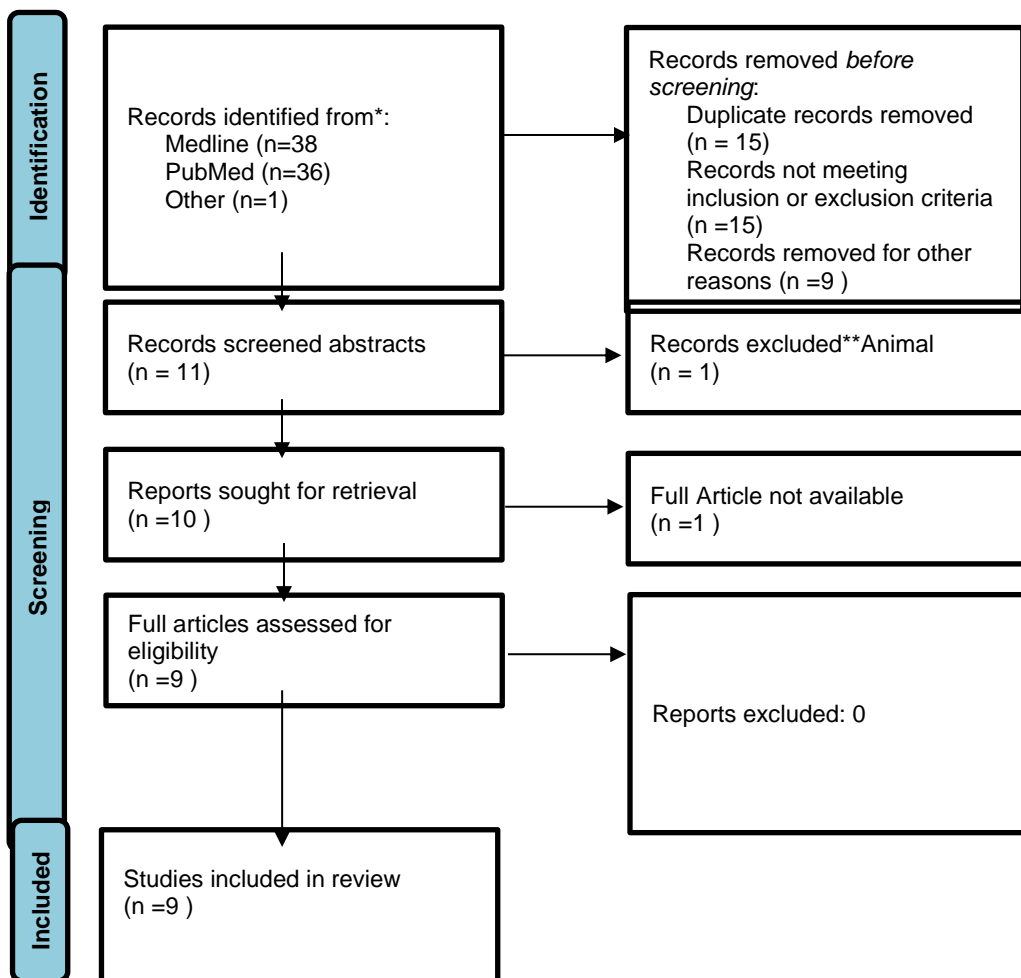 Identification
Records identified from*:
Medline (n=38
PubMed (n=36)
Other (n=1)
Records removed before
screening:
Duplicate records removed
(n = 15)
Records not meeting
inclusion or exclusion criteria
(n =15)
Records removed for other
reasons (n =9 )
Screening
Records screened abstracts
(n = 11)
Records excluded**Animal
(n = 1)
Reports sought for retrieval
(n =10 )
Full Article not available
(n =1 )
Full articles assessed for
eligibility
(n =9 )
Reports excluded: 0
Included
Studies included in review
(n =9 )